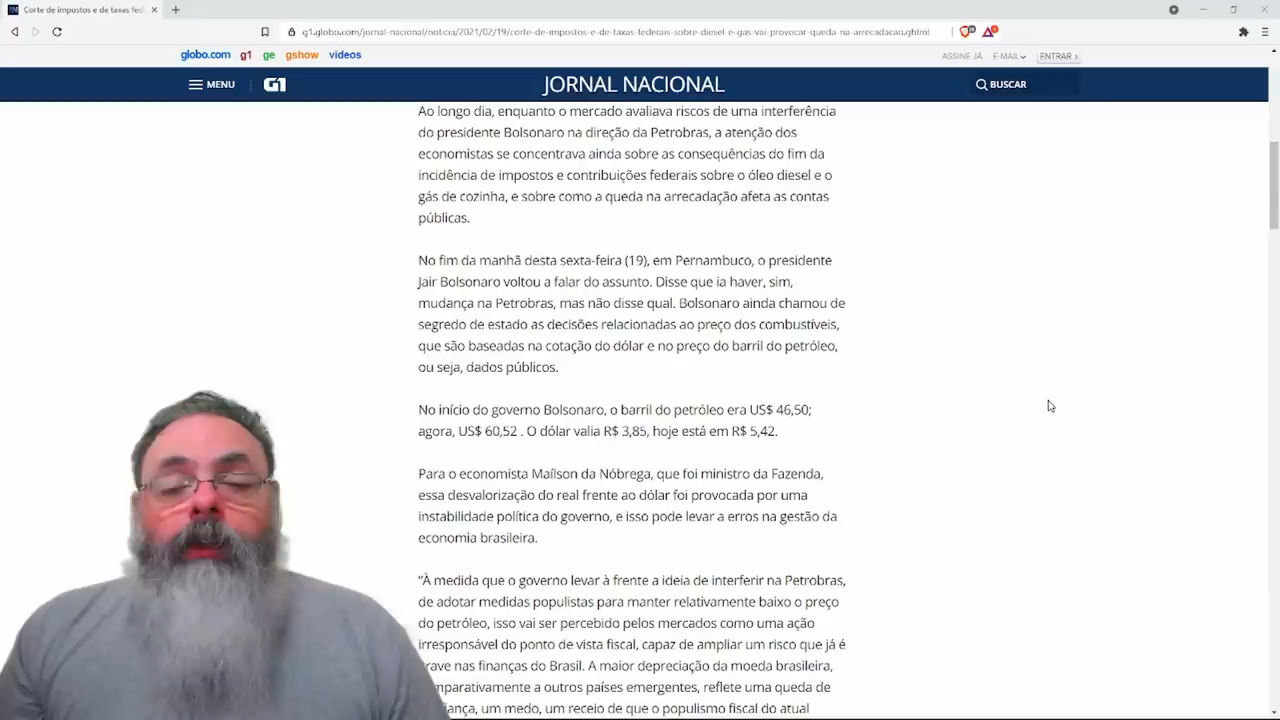 Corte de impostos e de taxas fed
g1.globo.com/jornal-nacional/noticia/2021/02/19/corte-de-impostos-e-de-taxas-federais-sobre-diesel-e-gas-vai-provocar-queda-na-arrecadacao.ghtml
globo.com g1 ge gshow videos
ASSINE JÁ E-MAIL ENTRAR ›
MENU G1 JORNAL NACIONAL BUSCAR
Ao longo dia, enquanto o mercado avaliava riscos de uma interferência
do presidente Bolsonaro na direção da Petrobras, a atenção dos
economistas se concentrava ainda sobre as consequências do fim da
incidência de impostos e contribuições federais sobre o óleo diesel e o
gás de cozinha, e sobre como a queda na arrecadação afeta as contas
públicas.
No fim da manhã desta sexta-feira (19), em Pernambuco, o presidente
Jair Bolsonaro voltou a falar do assunto. Disse que ia haver, sim,
mudança na Petrobras, mas não disse qual. Bolsonaro ainda chamou de
segredo de estado as decisões relacionadas ao preço dos combustíveis,
que são baseadas na cotação do dólar e no preço do barril do petróleo,
ou seja, dados públicos.
No início do governo Bolsonaro, o barril do petróleo era US$ 46,50;
agora, US$ 60,52 . O dólar valia R$ 3,85, hoje está em R$ 5,42.
Para o economista Maílson da Nóbrega, que foi ministro da Fazenda,
essa desvalorização do real frente ao dólar foi provocada por uma
instabilidade política do governo, e isso pode levar a erros na gestão da
economia brasileira.
“À medida que o governo levar à frente a ideia de interferir na Petrobras,
de adotar medidas populistas para manter relativamente baixo o preço
do petróleo, isso vai ser percebido pelos mercados como uma ação
irresponsável do ponto de vista fiscal, capaz de ampliar um risco que já é
grave nas finanças do Brasil. A maior depreciação da moeda brasileira,
mparativamente a outros países emergentes, reflete uma queda de
iança, um medo, um receio de que o populismo fiscal do atual